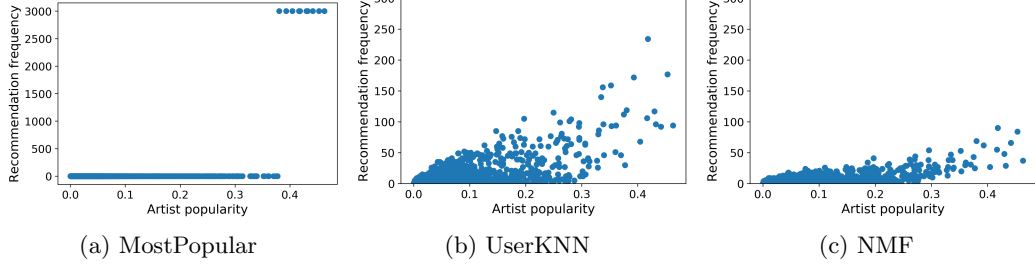 Recommendation frequency
3000
2500
2000
1500
1000
500
0
0.0 0.1 0.2 0.3 0.4
Artist popularity
(a) MostPopular
Recommendation frequency
300
250
200
150
100
50
0
0.0 0.1 0.2 0.3 0.4
Artist popularity
(b) UserKNN
Recommendation frequency
300
250
200
150
100
50
0
0.0 0.1 0.2 0.3 0.4
Artist popularity
(c) NMF